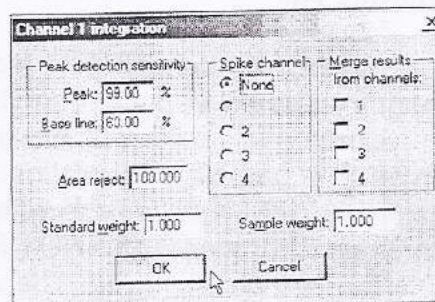 Channel 1 integration
Peak detection sensitivity
Peak: 99.00 %
Base line: 60.00 %
Area reject: 100.000
Spike channel
None
1
2
3
4
Merge results
from channels:
1
2
3
4
Standard weight: 1.000
Sample weight: 1.000
OK
Cancel